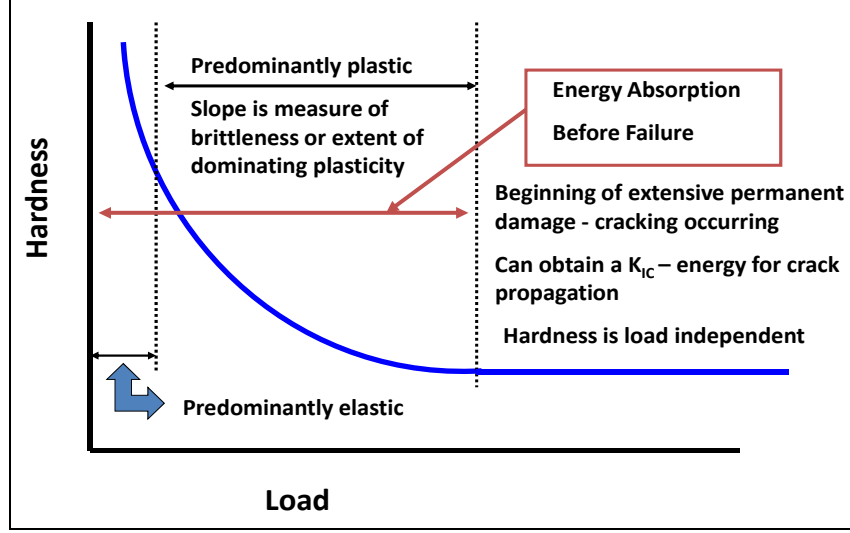 Predominantly plastic
Slope is measure of
brittleness or extent of
dominating plasticity
Energy Absorption
Before Failure
Beginning of extensive permanent
damage - cracking occurring
Can obtain a K_IC – energy for crack
propagation
Hardness is load independent
Hardness
Predominantly elastic
Load